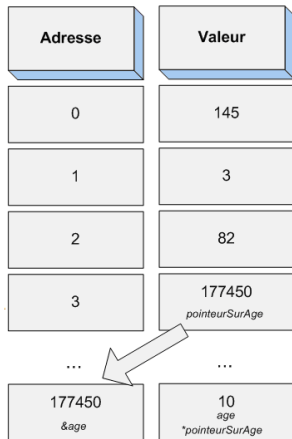 Adresse Valeur
0 145
1 3
2 82
3 177450
pointeurSurAge
... ...
177450 10
&age age
*pointeurSurAge